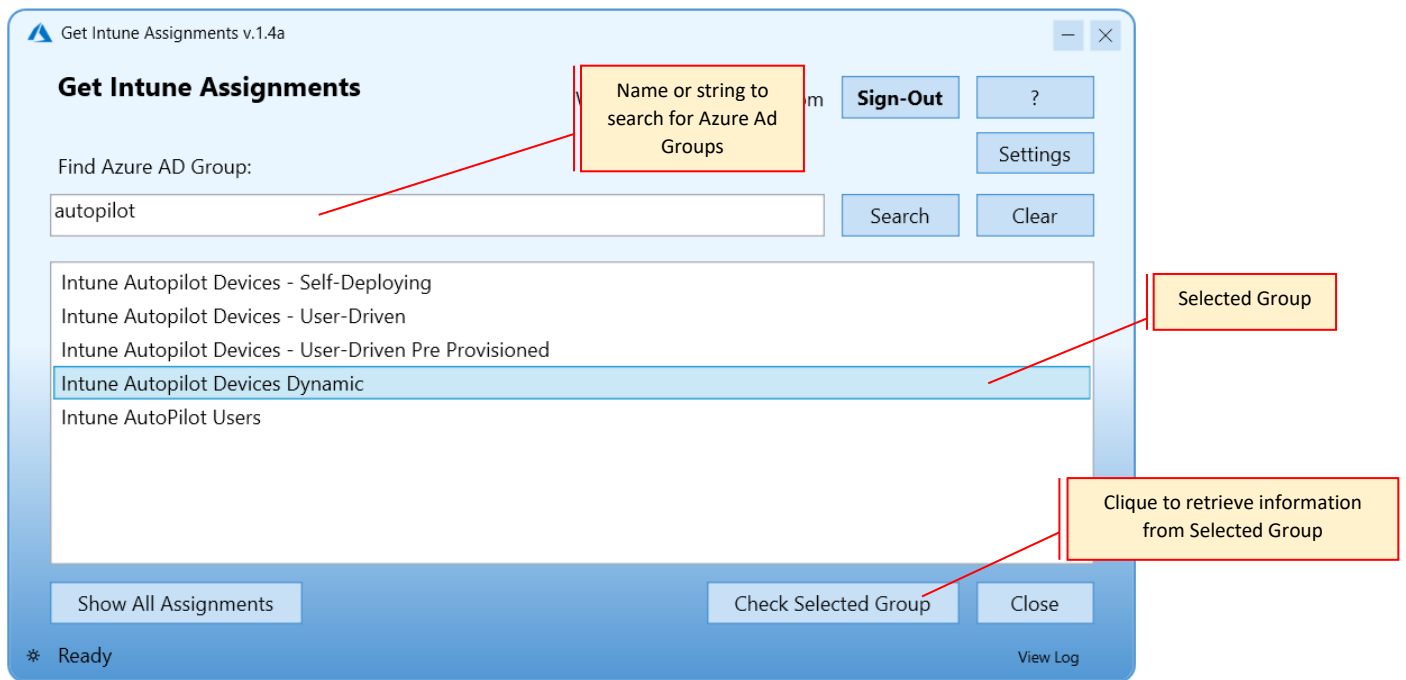 Get Intune Assignments v.1.4a
Get Intune Assignments
Name or string to
search for Azure Ad
Groups
Sign-Out
?
Settings
Find Azure AD Group:
autopilot
Search
Clear
Intune Autopilot Devices - Self-Deploying
Intune Autopilot Devices - User-Driven
Intune Autopilot Devices - User-Driven Pre Provisioned
Intune Autopilot Devices Dynamic
Intune AutoPilot Users
Selected Group
Clique to retrieve information
from Selected Group
Show All Assignments
Check Selected Group
Close
Ready
View Log